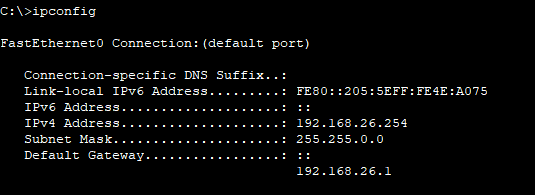 C:\>ipconfig
FastEthernet0 Connection:(default port)
Connection-specific DNS Suffix..:
Link-local IPv6 Address.........: FE80::205:5EFF:FE4E:A075
IPv6 Address....................: ::
IPv4 Address....................: 192.168.26.254
Subnet Mask.....................: 255.255.0.0
Default Gateway.................: ::
192.168.26.1